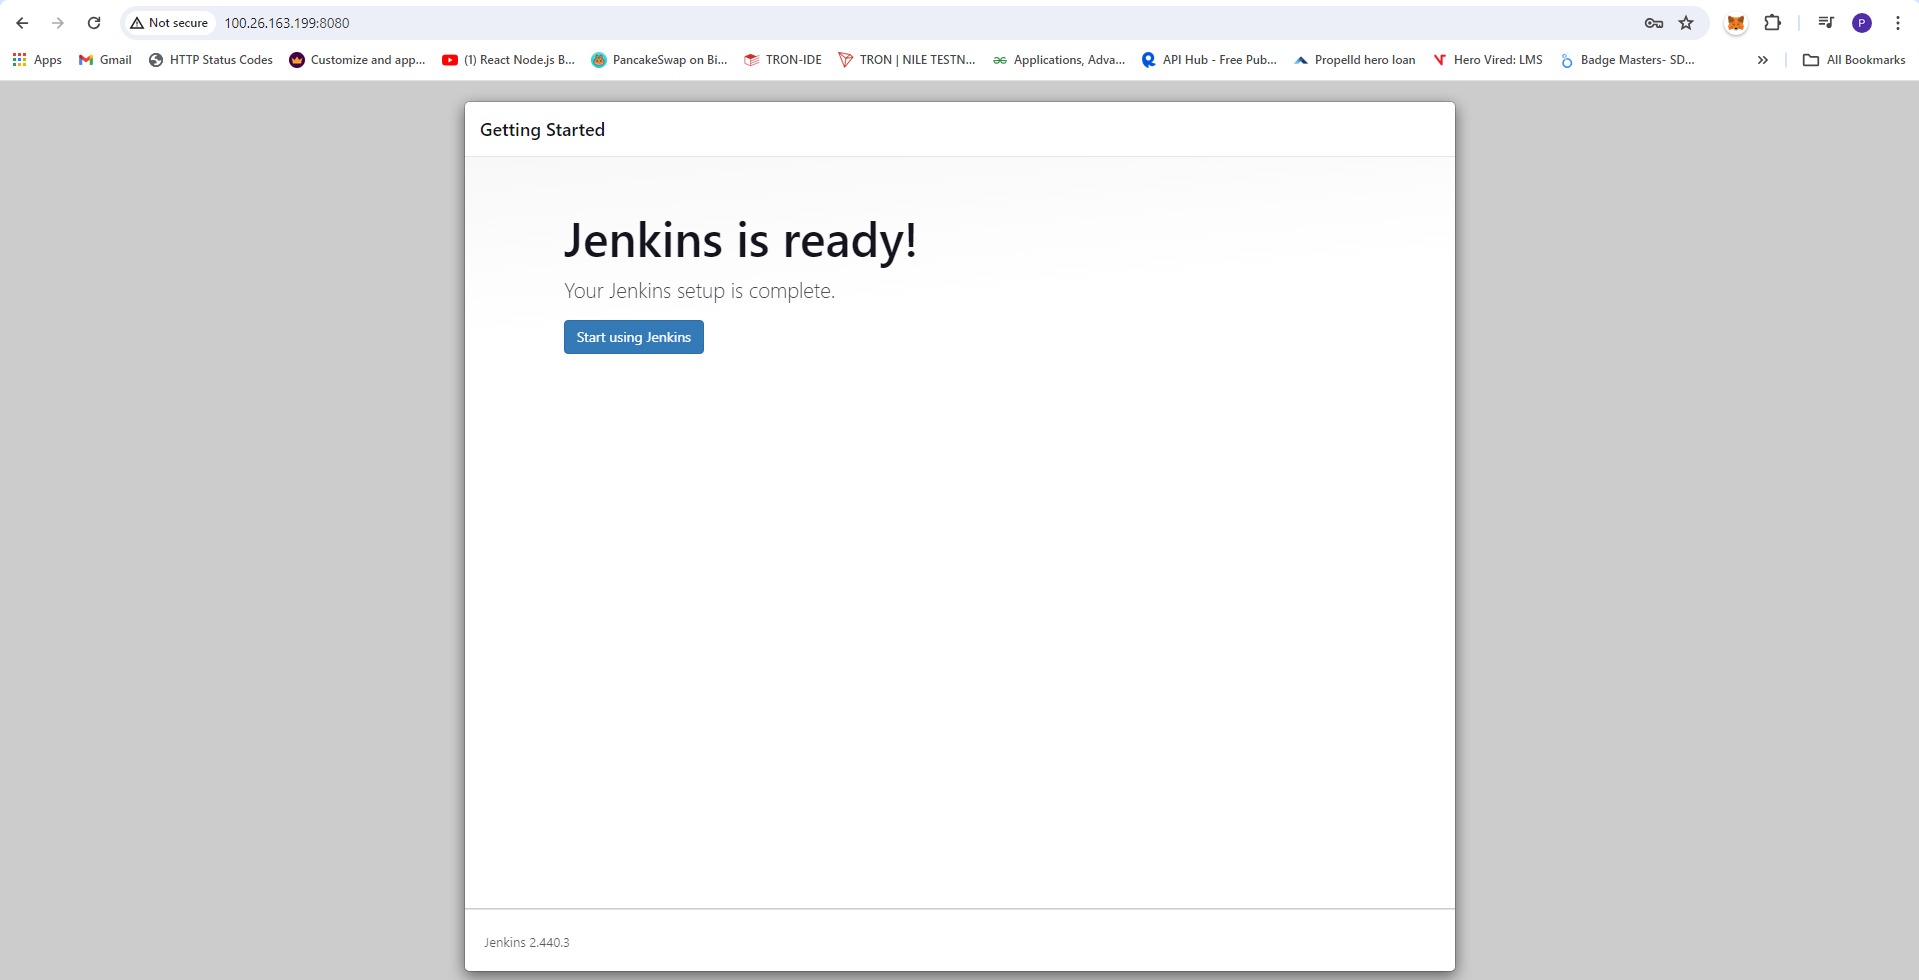 Not secure 100.26.163.199:8080 P
Apps Gmail HTTP Status Codes Customize and app... (1) React Node.js B... PancakeSwap on Bi... TRON-IDE TRON | NILE TESTN... Applications, Adva... API Hub - Free Pub... Propelld hero loan Hero Vired: LMS Badge Masters- SD... » All Bookmarks
Getting Started
Jenkins is ready!
Your Jenkins setup is complete.
Start using Jenkins
Jenkins 2.440.3